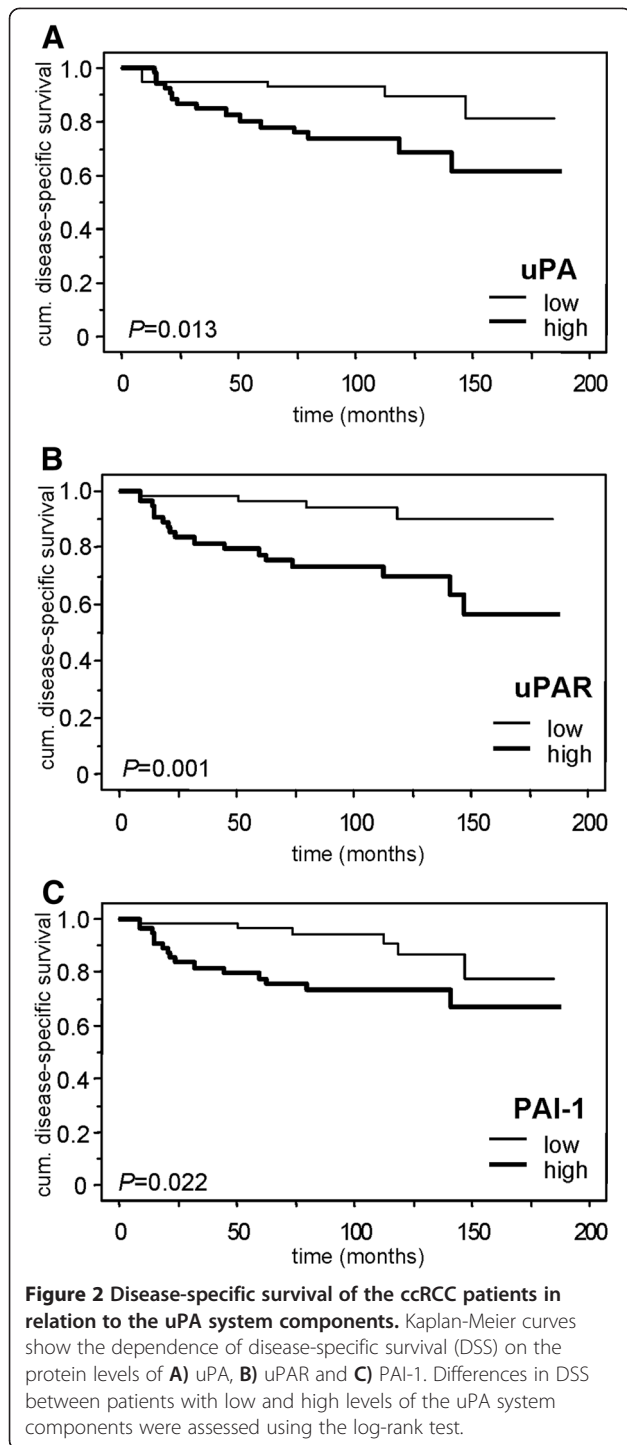 A
cum. disease-specific survival
1.0
0.8
0.6
0.4
0.2
0
uPA
low
high
P=0.013
0 50 100 150 200
time (months)
B
cum. disease-specific survival
1.0
0.8
0.6
0.4
0.2
0
uPAR
low
high
P=0.001
0 50 100 150 200
time (months)
C
cum. disease-specific survival
1.0
0.8
0.6
0.4
0.2
0
PAI-1
low
high
P=0.022
0 50 100 150 200
time (months)
Figure 2 Disease-specific survival of the ccRCC patients in
relation to the uPA system components. Kaplan-Meier curves
show the dependence of disease-specific survival (DSS) on the
protein levels of A) uPA, B) uPAR and C) PAI-1. Differences in DSS
between patients with low and high levels of the uPA system
components were assessed using the log-rank test.